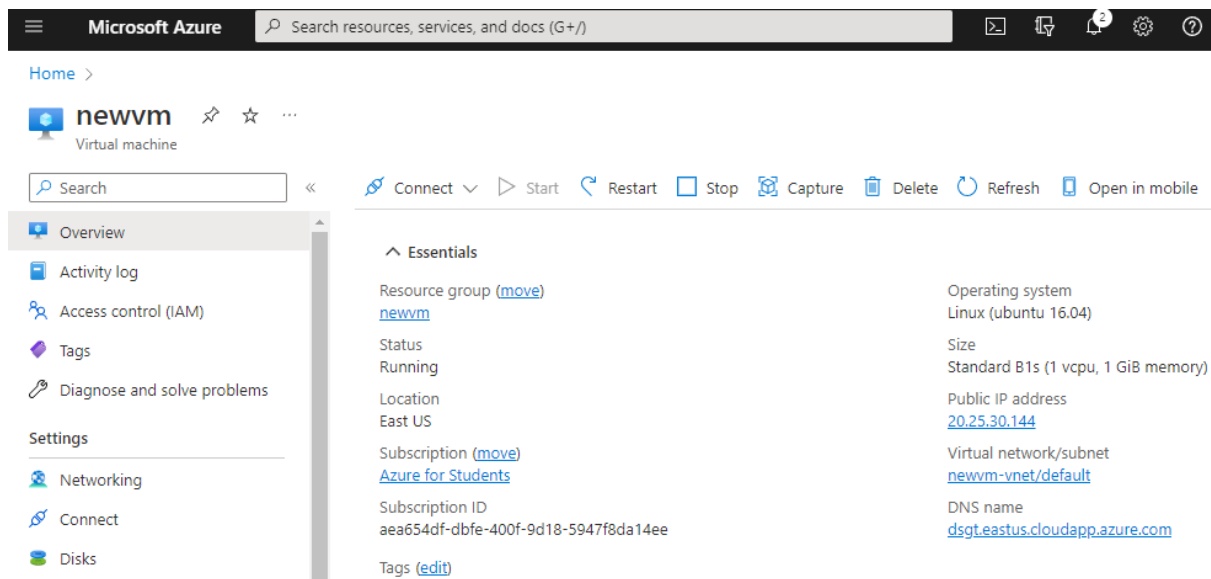 Microsoft Azure
Search resources, services, and docs (G+/)
2
Home >
newvm
Virtual machine
Search
«
Connect
Start
Restart
Stop
Capture
Delete
Refresh
Open in mobile
Overview
Activity log
Access control (IAM)
Tags
Diagnose and solve problems
Settings
Networking
Connect
Disks
Essentials
Resource group (move)
newvm
Status
Running
Location
East US
Subscription (move)
Azure for Students
Subscription ID
aea654df-dbfe-400f-9d18-5947f8da14ee
Tags (edit)
Operating system
Linux (ubuntu 16.04)
Size
Standard B1s (1 vcpu, 1 GiB memory)
Public IP address
20.25.30.144
Virtual network/subnet
newvm-vnet/default
DNS name
dsgt.eastus.cloudapp.azure.com